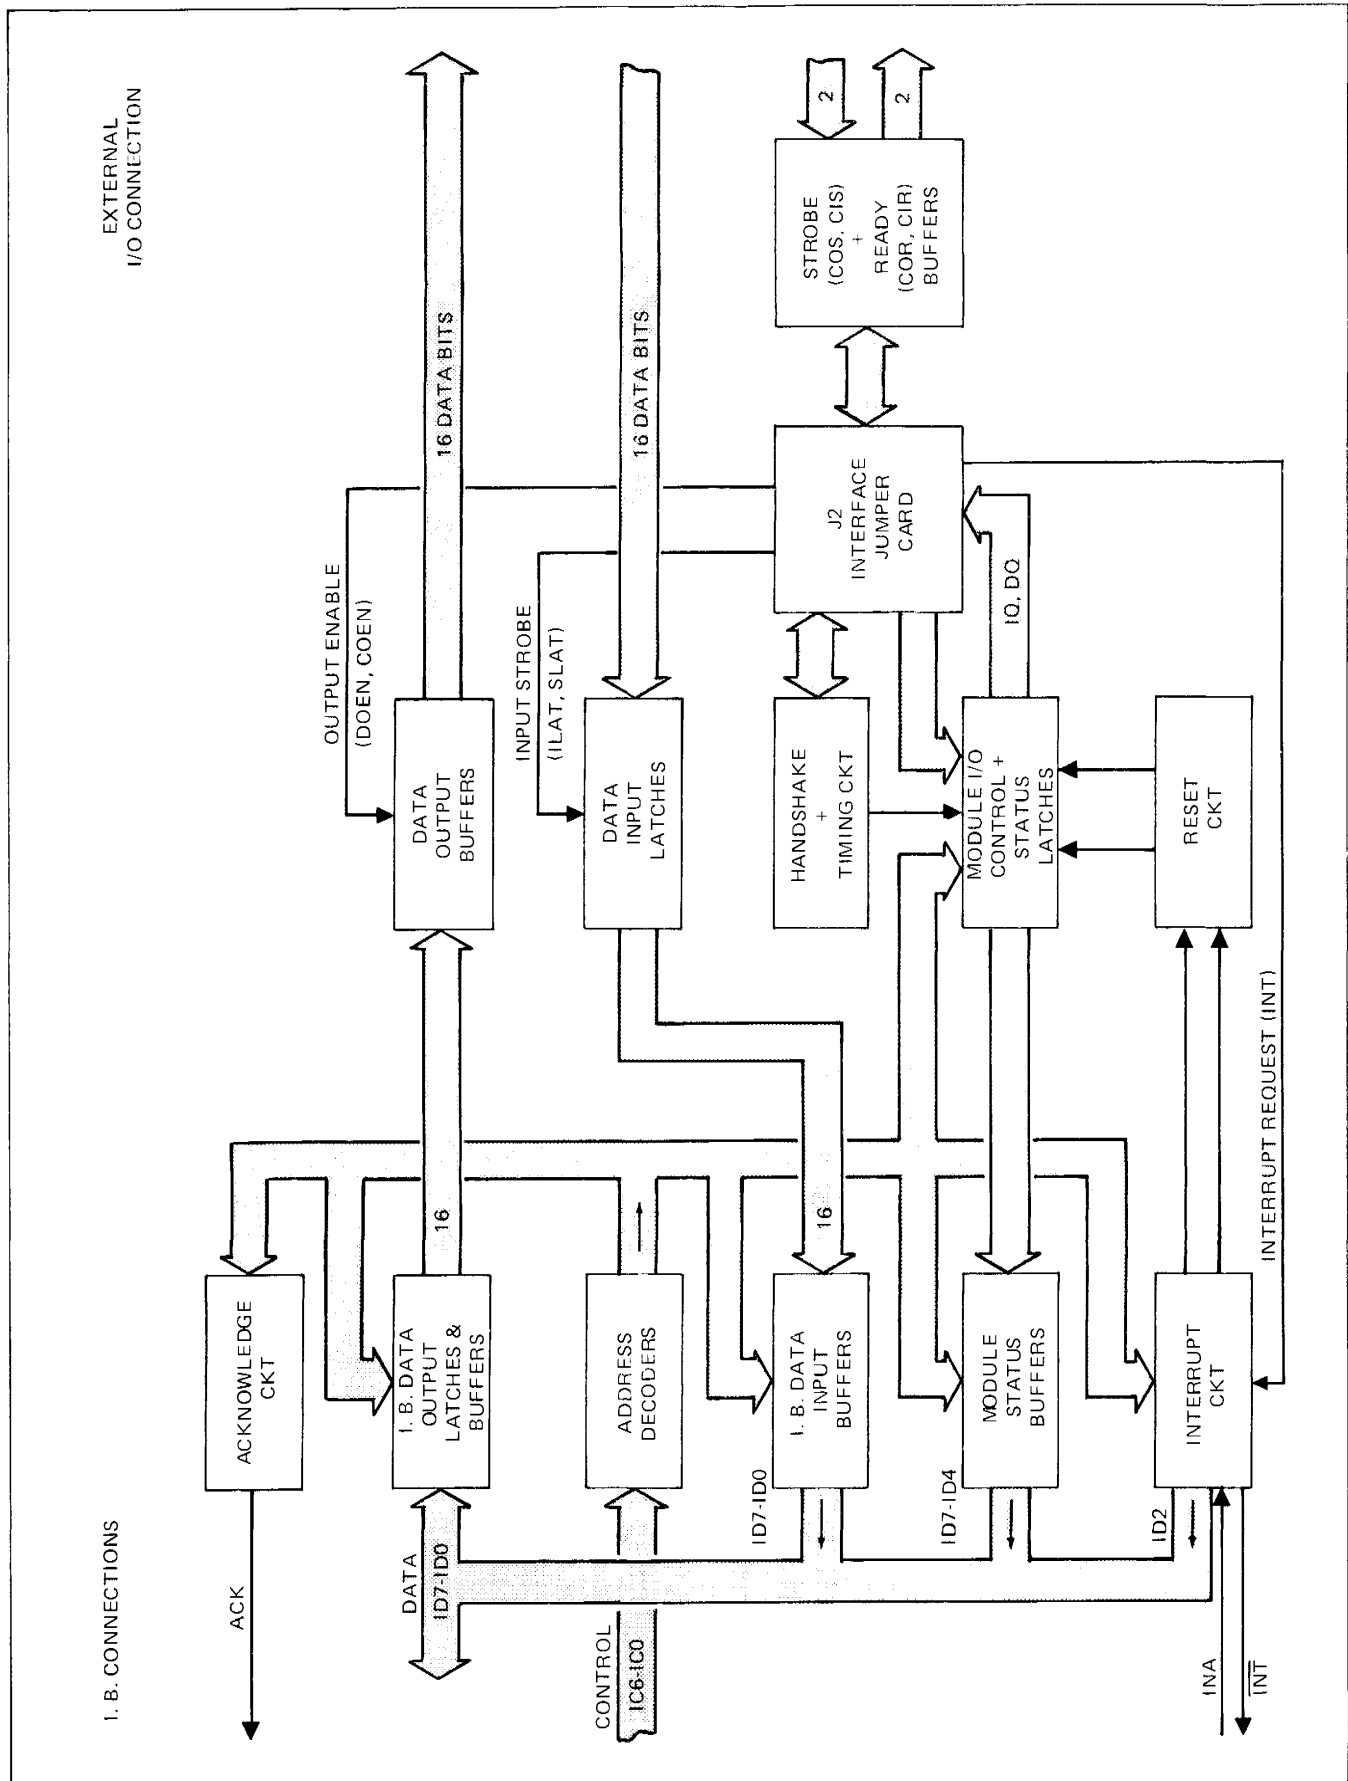 I. B. CONNECTIONS
EXTERNAL
I/O CONNECTION
ACK
ACKNOWLEDGE
CKT
DATA
ID7-ID0
I. B. DATA
OUTPUT
LATCHES &
BUFFERS
16
DATA
OUTPUT
BUFFERS
OUTPUT ENABLE
(DOEN, COEN)
16 DATA BITS
CONTROL
IC6-IC0
ADDRESS
DECODERS
DATA
INPUT
LATCHES
INPUT STROBE
(ILAT, SLAT)
16 DATA BITS
ID7-ID0
I. B. DATA
INPUT
BUFFERS
16
HANDSHAKE
+
TIMING CKT
J2
INTERFACE
JUMPER
CARD
STROBE
(COS, CIS)
+
READY
(COR, CIR)
BUFFERS
2
2
ID7-ID4
MODULE
STATUS
BUFFERS
MODULE I/O
CONTROL +
STATUS
LATCHES
IQ, DQ
ID2
INTERRUPT
CKT
RESET
CKT
INA
INT
INTERRUPT REQUEST (INT)